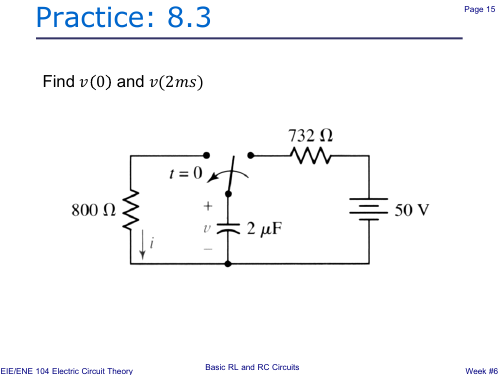 Page 15
Practice: 8.3
Find v(0) and v(2ms)
732 Ω
t = 0
800 Ω
+
50 V
v
2 μF
i
−
EIE/ENE 104 Electric Circuit Theory
Basic RL and RC Circuits
Week #6